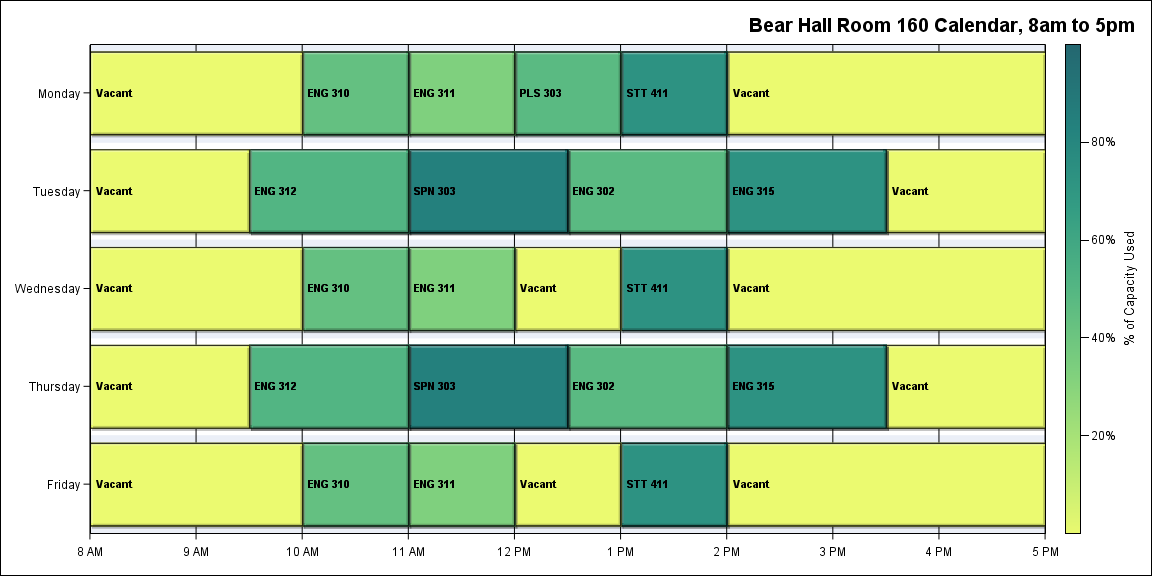 Bear Hall Room 160 Calendar, 8am to 5pm
Monday
Vacant
ENG 310
ENG 311
PLS 303
STT 411
Vacant
Tuesday
Vacant
ENG 312
SPN 303
ENG 302
ENG 315
Vacant
Wednesday
Vacant
ENG 310
ENG 311
Vacant
STT 411
Vacant
Thursday
Vacant
ENG 312
SPN 303
ENG 302
ENG 315
Vacant
Friday
Vacant
ENG 310
ENG 311
Vacant
STT 411
Vacant
8 AM
9 AM
10 AM
11 AM
12 PM
1 PM
2 PM
3 PM
4 PM
5 PM
80%
60%
40%
20%
% of Capacity Used